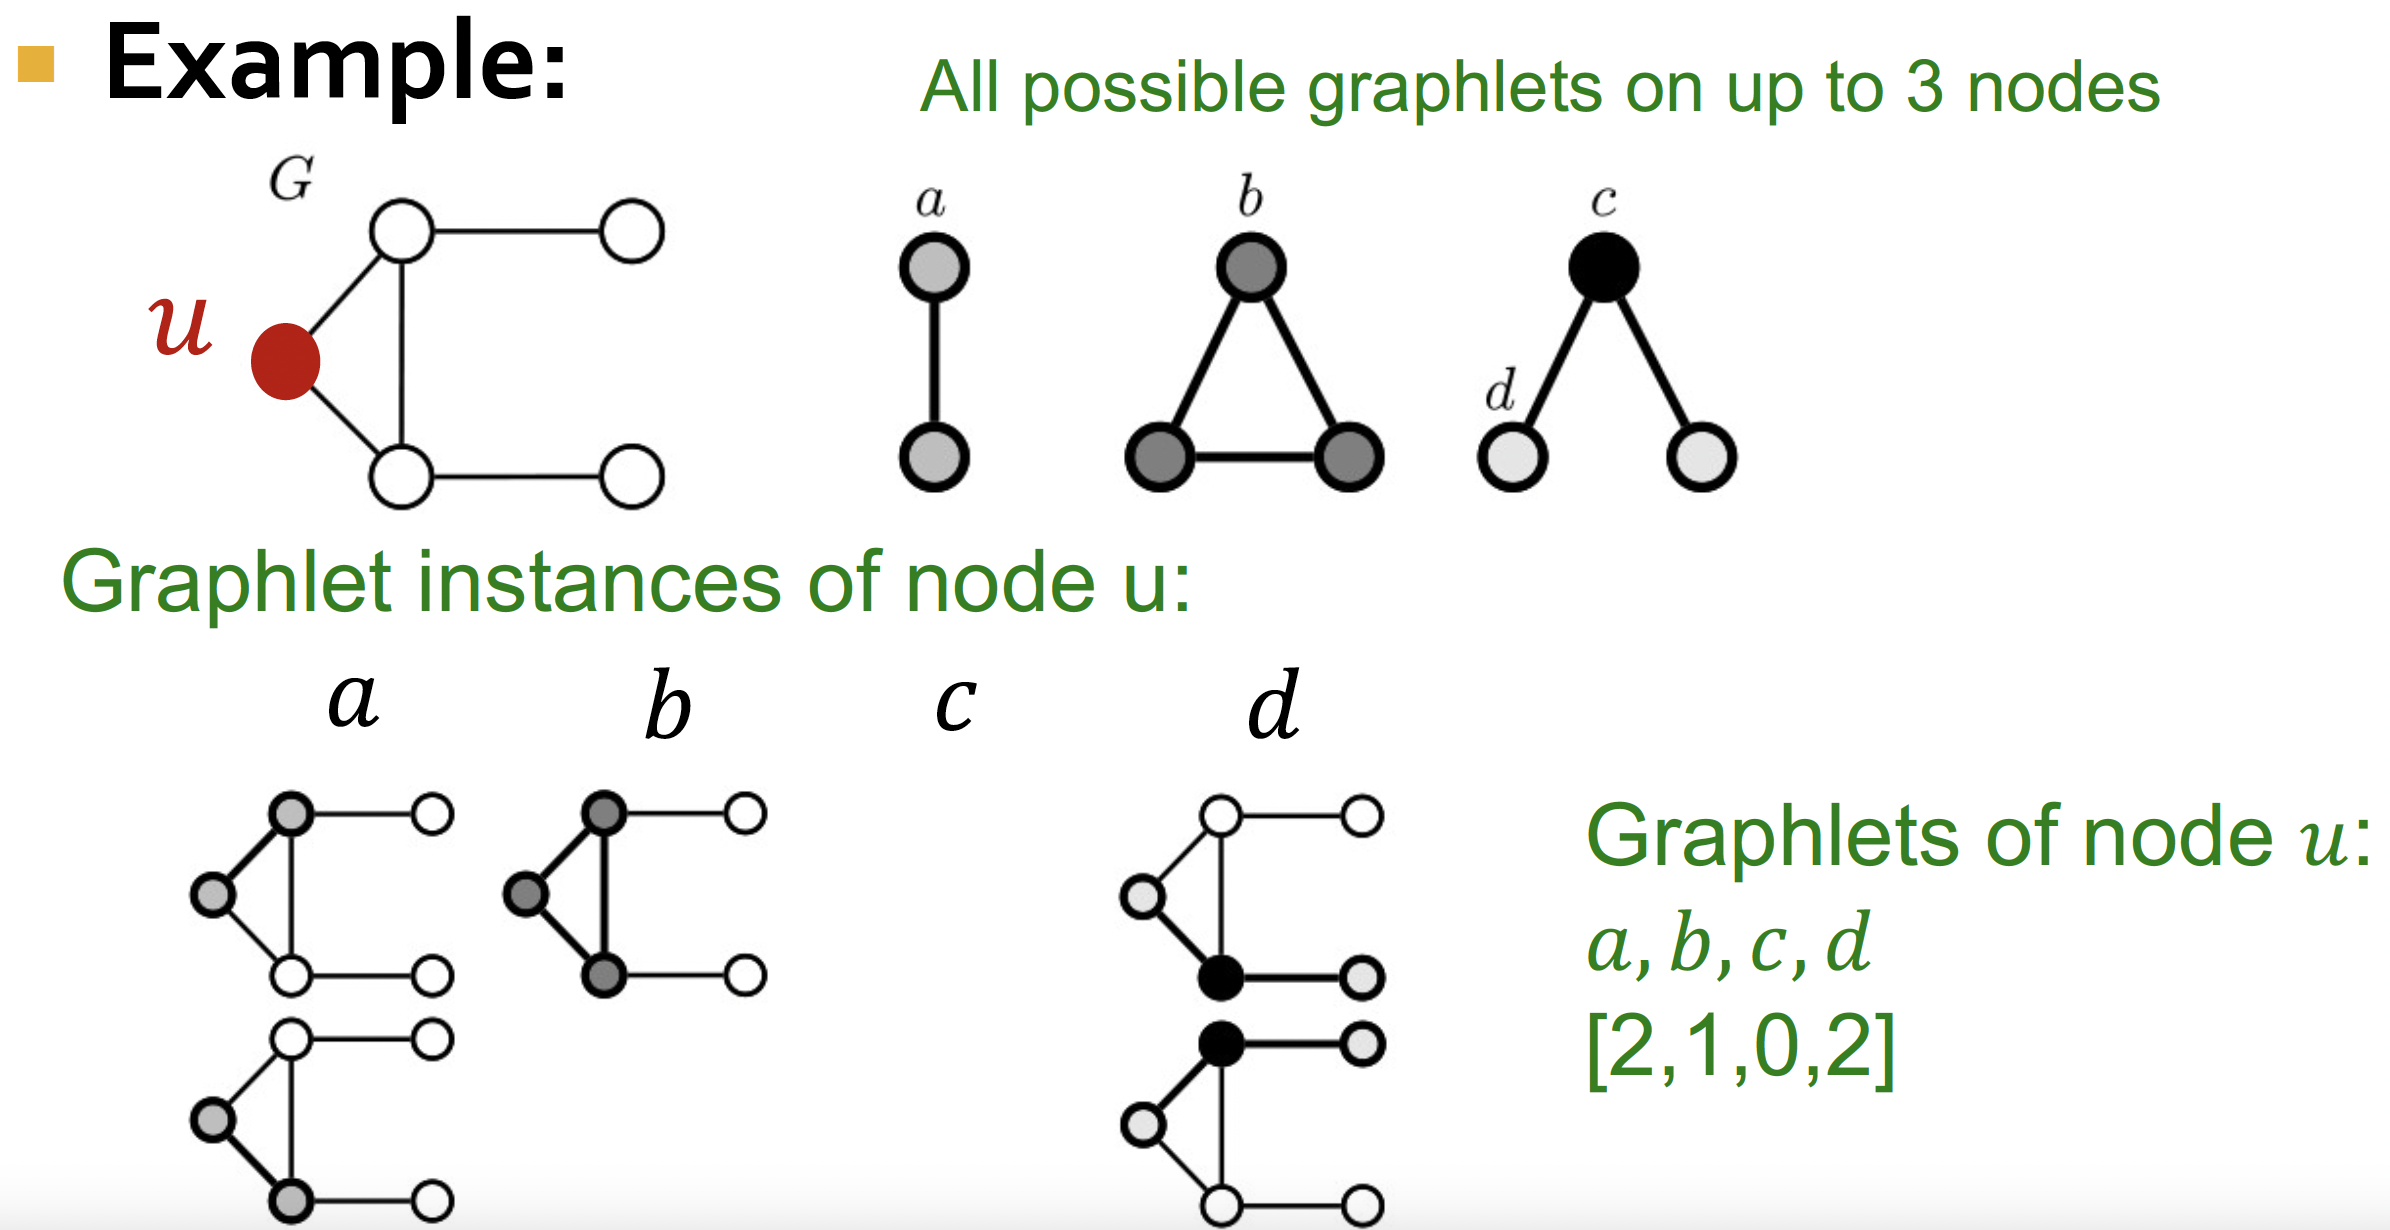 Example:
All possible graphlets on up to 3 nodes
G
a
b
c
u
d
Graphlet instances of node u:
a
b
c
d
Graphlets of node u:
a, b, c, d
[2,1,0,2]